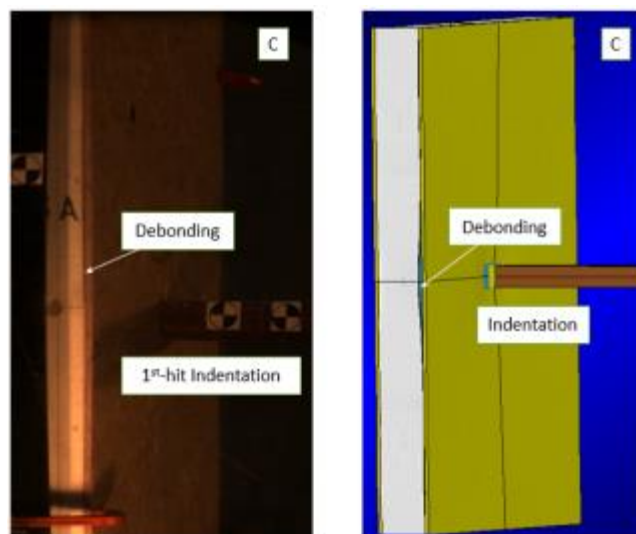 C
A
Debonding
1st-hit Indentation
C
Debonding
Indentation